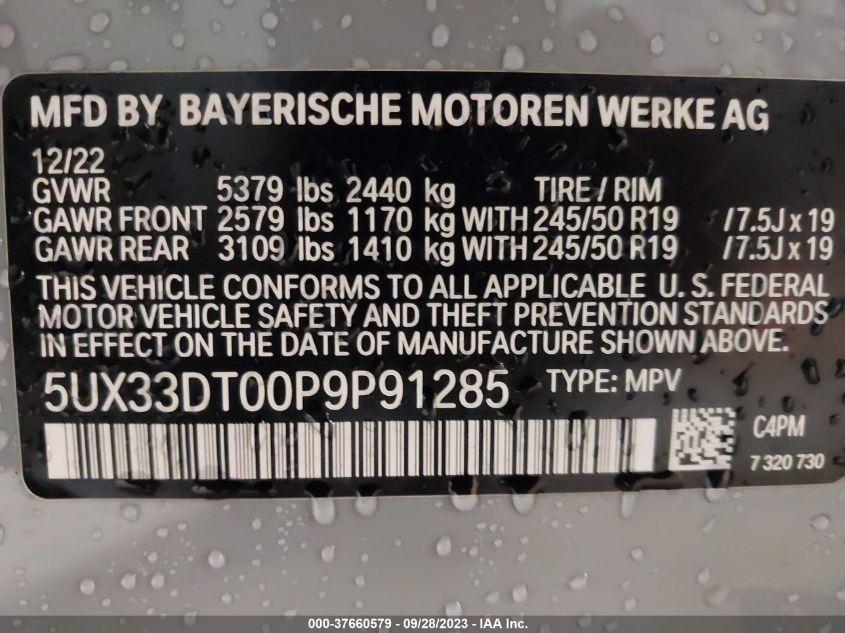 MFD BY BAYERISCHE MOTOREN WERKE AG
12/22
GVWR 5379 lbs 2440 kg TIRE / RIM
GAWR FRONT 2579 lbs 1170 kg WITH 245/50 R19 / 7.5J x 19
GAWR REAR 3109 lbs 1410 kg WITH 245/50 R19 / 7.5J x 19
THIS VEHICLE CONFORMS TO ALL APPLICABLE U. S. FEDERAL
MOTOR VEHICLE SAFETY AND THEFT PREVENTION STANDARDS
IN EFFECT ON THE DATE OF MANUFACTURE SHOWN ABOVE.
5UX33DT00P9P91285 TYPE: MPV
C4PM
7 320 730
000-37660579 - 09/28/2023 - IAA Inc.